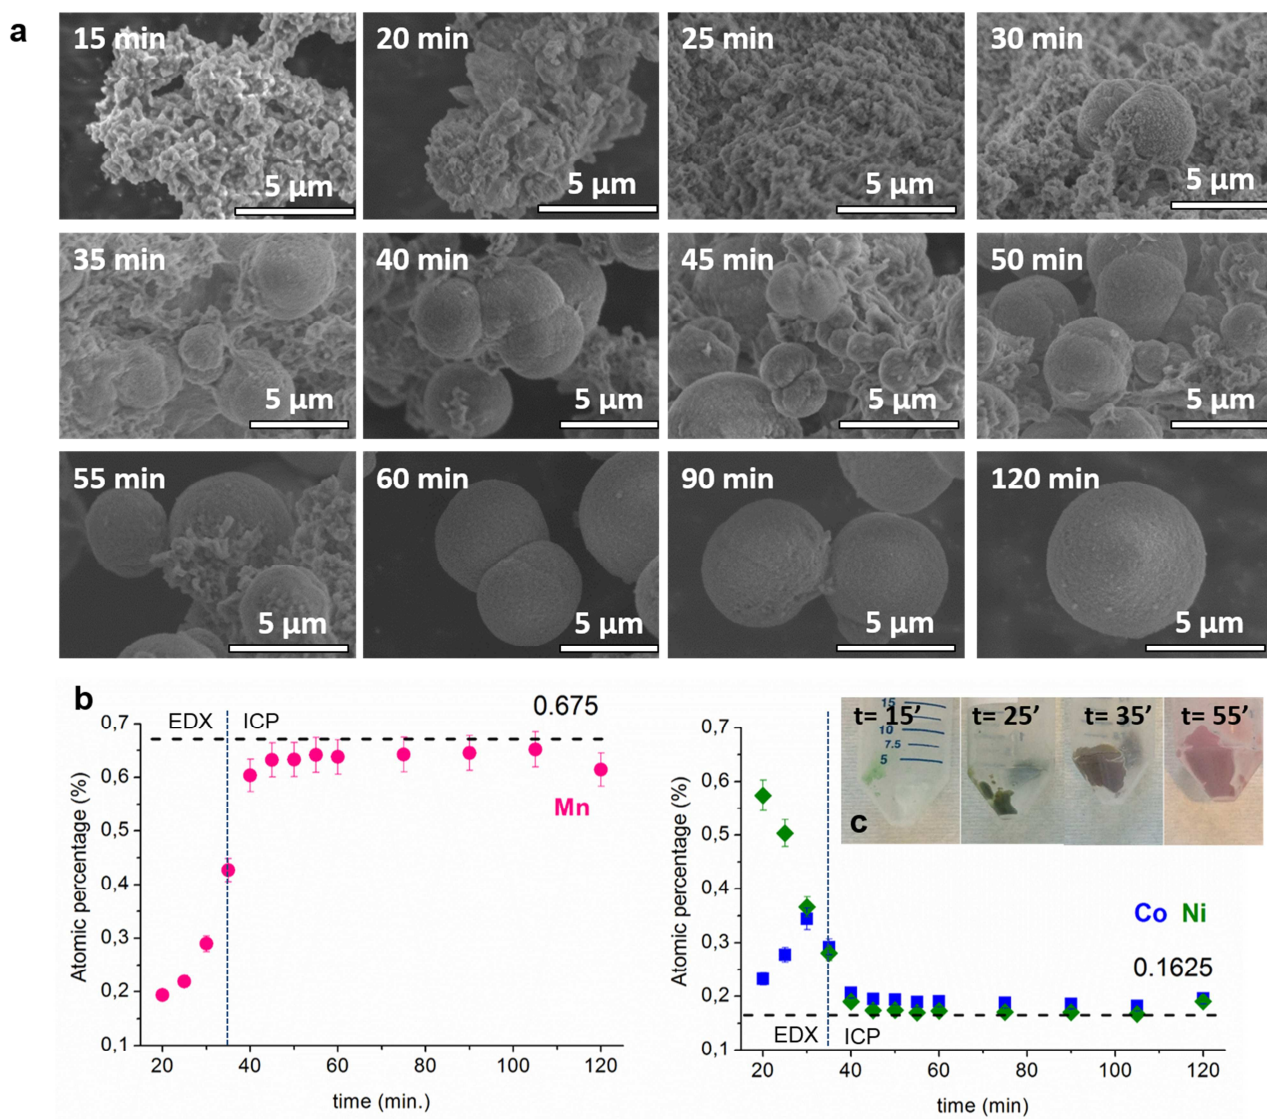 a
15 min
20 min
25 min
30 min
5 µm
5 µm
5 µm
5 µm
35 min
40 min
45 min
50 min
5 µm
5 µm
5 µm
5 µm
55 min
60 min
90 min
120 min
5 µm
5 µm
5 µm
5 µm
b
0.675
EDX
ICP
0,7
0,6
0,5
0,4
0,3
0,2
0,1
Atomic percentage (%)
Mn
20
40
60
80
100
120
time (min.)
t= 15’
t= 25’
t= 35’
t= 55’
15
10
7.5
5
c
0,7
0,6
0,5
0,4
0,3
0,2
0,1
Atomic percentage (%)
Co Ni
0.1625
EDX
ICP
20
40
60
80
100
120
time (min)